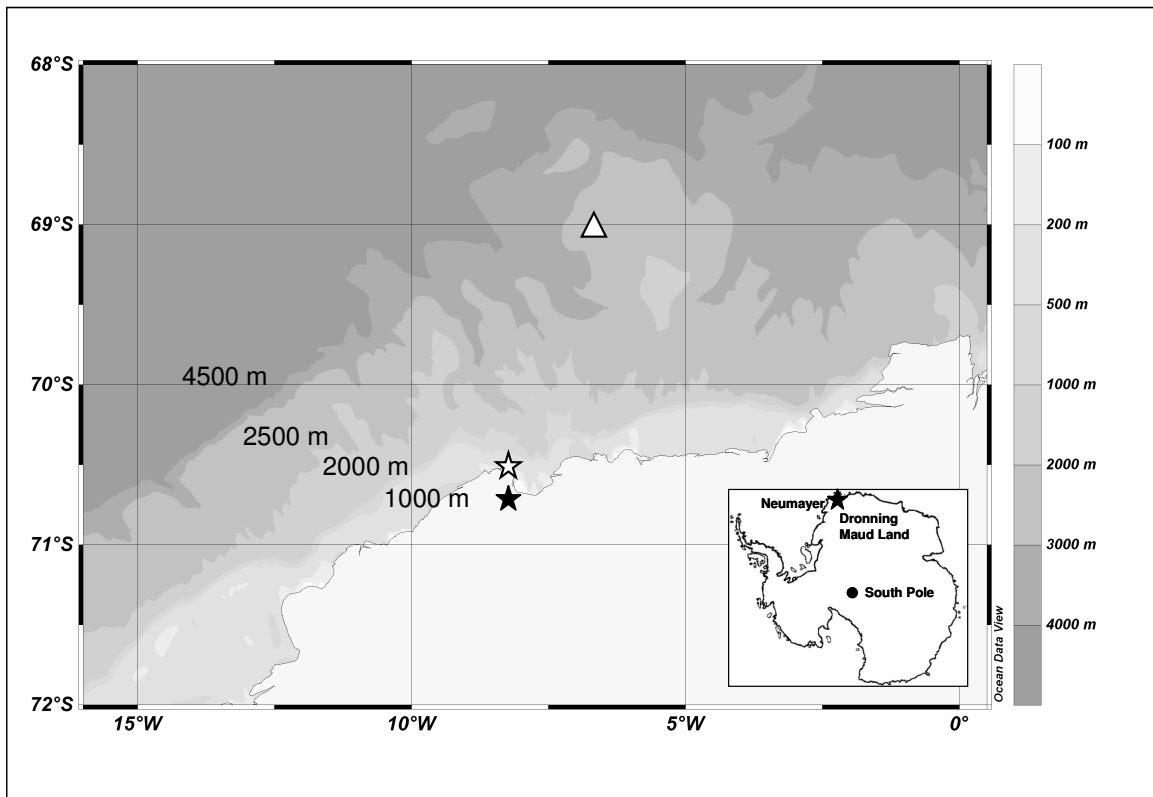 68°S
69°S
70°S
71°S
72°S
15°W
10°W
5°W
0°
4500 m
2500 m
2000 m
1000 m
Neumayer
Dronning
Maud Land
South Pole
Ocean Data View
100 m
200 m
500 m
1000 m
2000 m
3000 m
4000 m